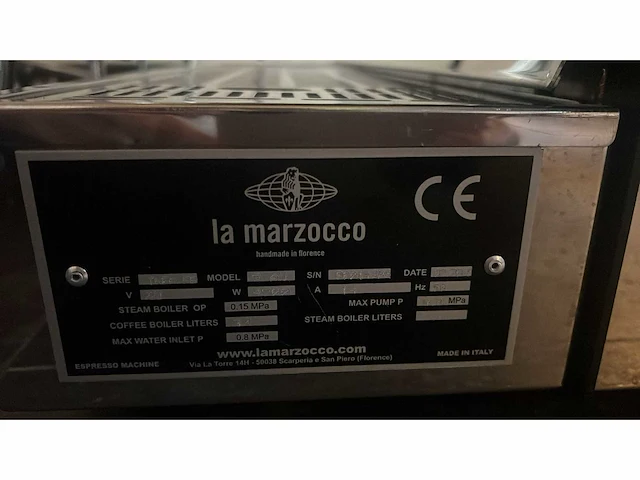 la marzocco
handmade in florence
CE
SERIE MODEL S/N DATE
V W A Hz
STEAM BOILER OP 0.15 MPa MAX PUMP P MPa
COFFEE BOILER LITERS STEAM BOILER LITERS
MAX WATER INLET P 0.8 MPa
www.lamarzocco.com
ESPRESSO MACHINE Via La Torre 14H - 50038 Scarperia e San Piero (Florence) MADE IN ITALY